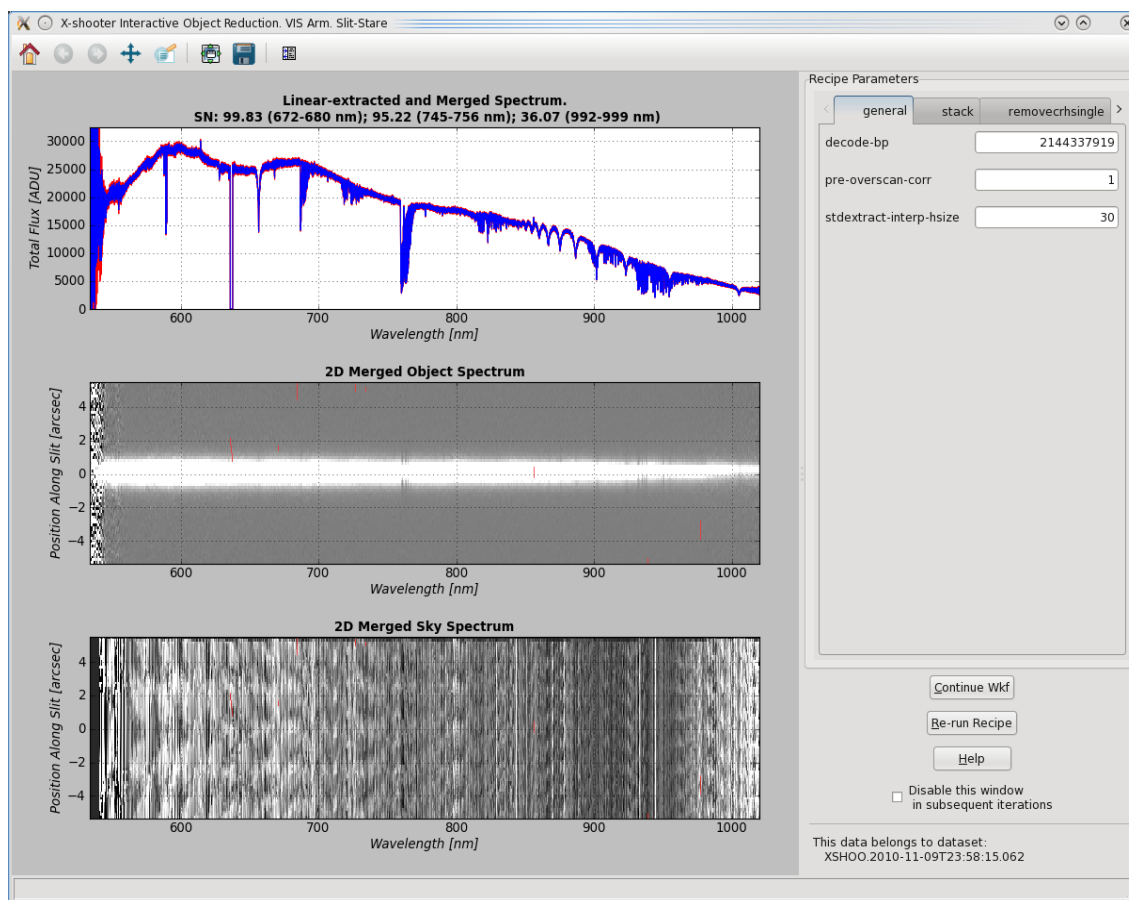 X-shooter Interactive Object Reduction. VIS Arm. Slit-Stare
Linear-extracted and Merged Spectrum.
SN: 99.83 (672-680 nm); 95.22 (745-756 nm); 36.07 (992-999 nm)
Total Flux [ADU]
30000
25000
20000
15000
10000
5000
0
600
700
800
900
1000
Wavelength [nm]
2D Merged Object Spectrum
Position Along Slit [arcsec]
4
2
0
−2
−4
600
700
800
900
1000
Wavelength [nm]
2D Merged Sky Spectrum
Position Along Slit [arcsec]
4
2
0
−2
−4
600
700
800
900
1000
Wavelength [nm]
Recipe Parameters
general
stack
removecrhsingle
decode-bp
2144337919
pre-overscan-corr
1
stdextract-interp-hsize
30
Continue Wkf
Re-run Recipe
Help
Disable this window
in subsequent iterations
This data belongs to dataset:
XSHOO.2010-11-09T23:58:15.062